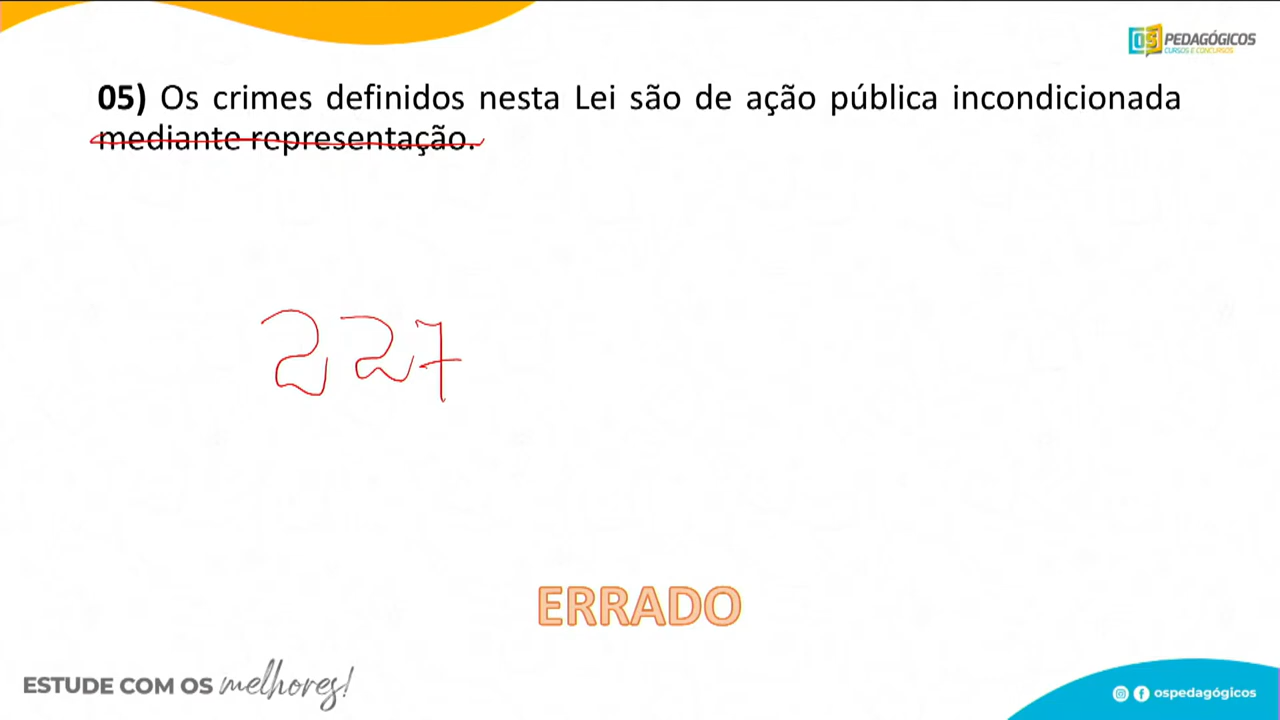 OS PEDAGÓGICOS
CURSOS E CONCURSOS
05) Os crimes definidos nesta Lei são de ação pública incondicionada
mediante representação.
227
ERRADO
ESTUDE COM OS melhores!
ospedagógicos